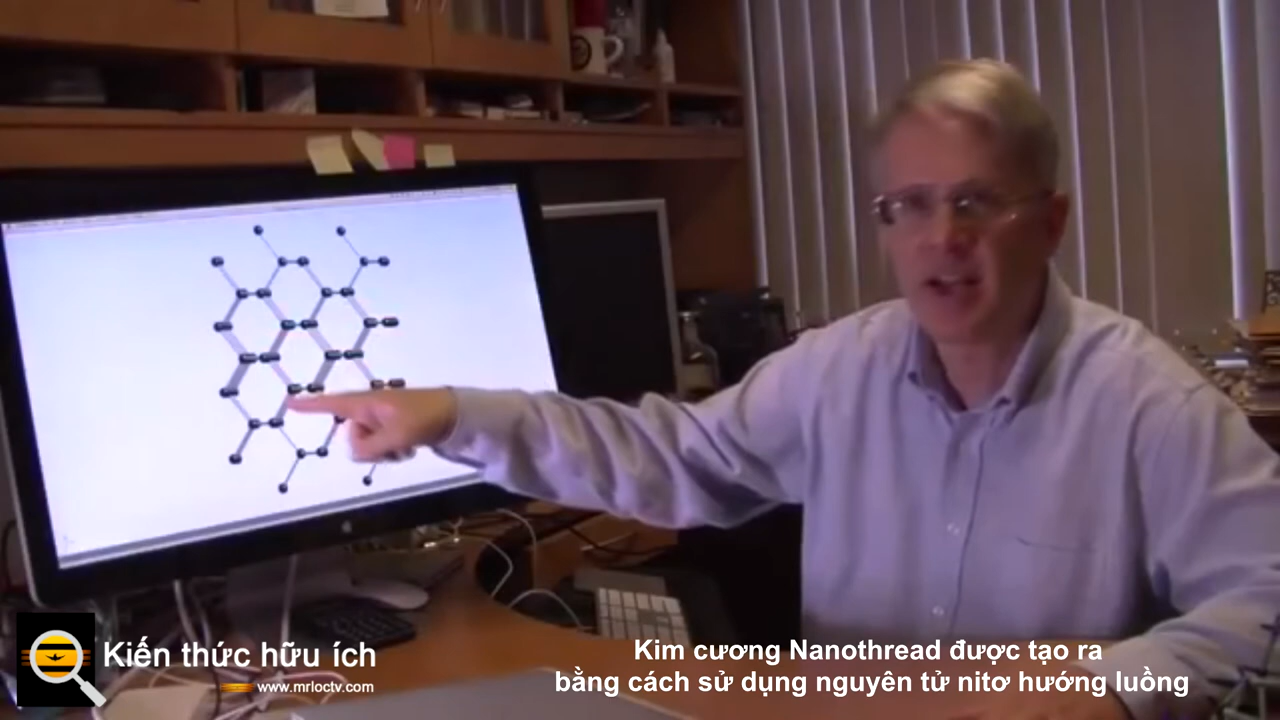 Kiến thức hữu ích
www.mrloctv.com
Kim cương Nanothread được tạo ra
bằng cách sử dụng nguyên tử nitơ hướng luồng